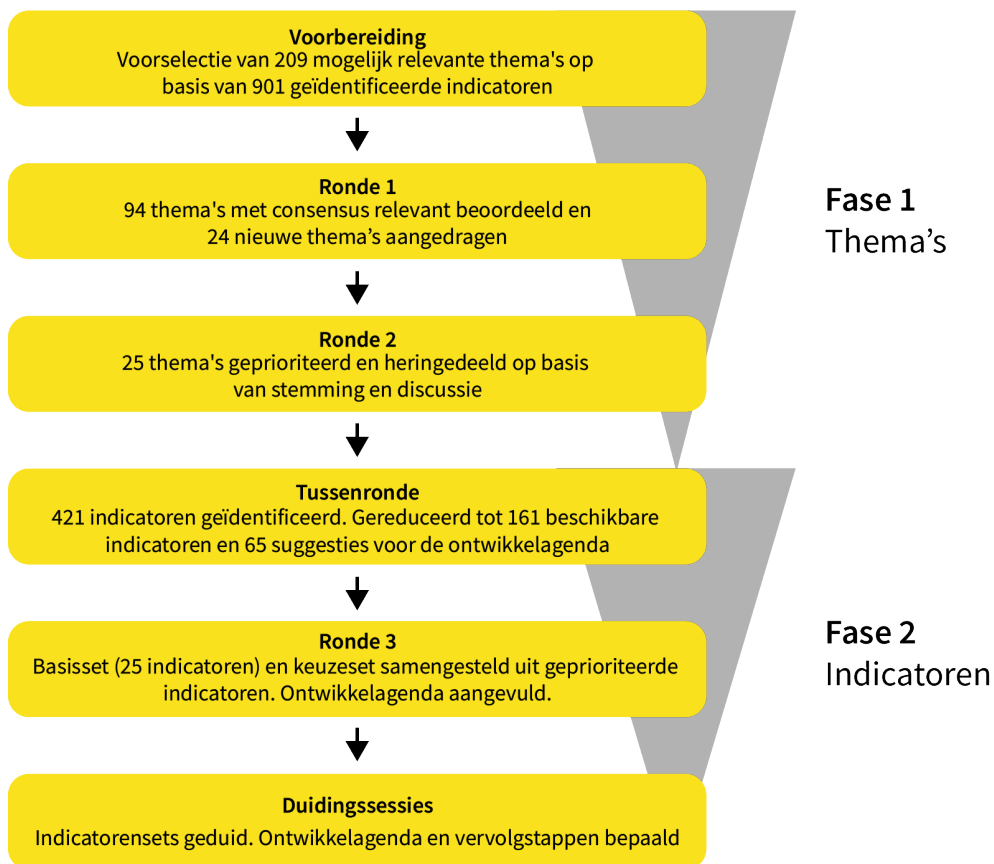 Voorbereiding
Voorselectie van 209 mogelijk relevante thema's op
basis van 901 geïdentificeerde indicatoren
Ronde 1
94 thema's met consensus relevant beoordeeld en
24 nieuwe thema’s aangedragen
Fase 1
Thema’s
Ronde 2
25 thema's geprioriteerd en heringedeeld op basis
van stemming en discussie
Tussenronde
421 indicatoren geïdentificeerd. Gereduceerd tot 161 beschikbare
indicatoren en 65 suggesties voor de ontwikkelagenda
Ronde 3
Basisset (25 indicatoren) en keuzeset samengesteld uit geprioriteerde
indicatoren. Ontwikkelagenda aangevuld.
Fase 2
Indicatoren
Duidingssessies
Indicatorensets geduid. Ontwikkelagenda en vervolgstappen bepaald